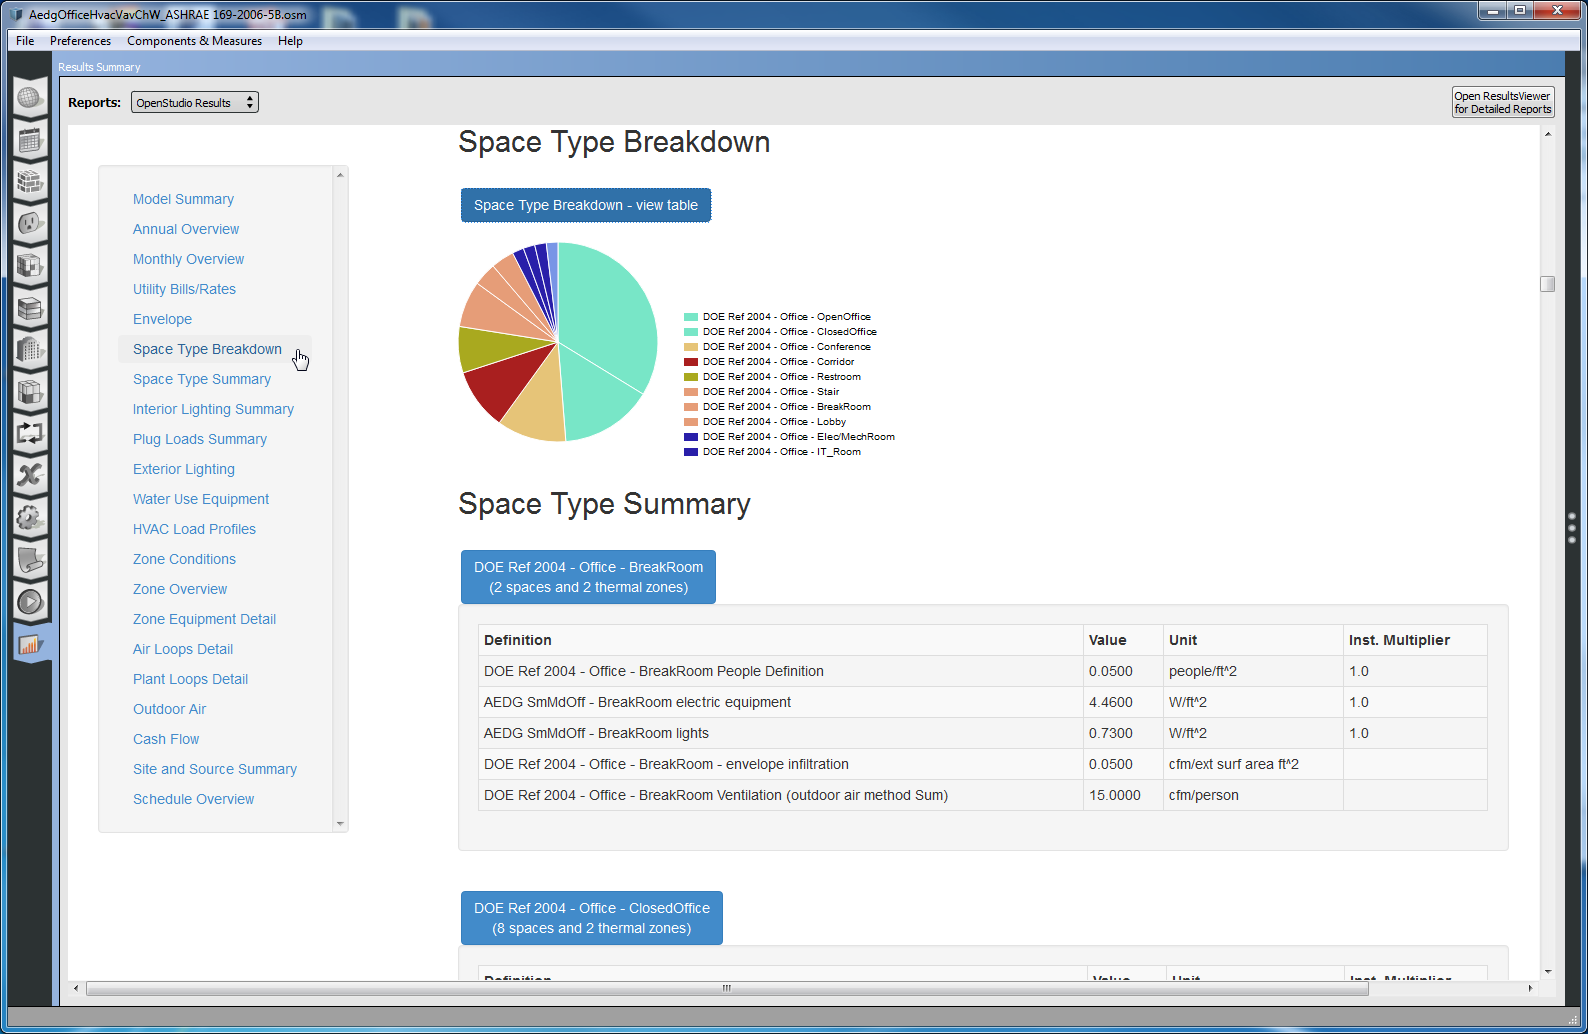 AedgOfficeHvacVavChW_ASHRAE 169-2006-5B.osm
File Preferences Components & Measures Help
Results Summary
Reports: OpenStudio Results
Open ResultsViewer
for Detailed Reports
Model Summary
Annual Overview
Monthly Overview
Utility Bills/Rates
Envelope
Space Type Breakdown
Space Type Summary
Interior Lighting Summary
Plug Loads Summary
Exterior Lighting
Water Use Equipment
HVAC Load Profiles
Zone Conditions
Zone Overview
Zone Equipment Detail
Air Loops Detail
Plant Loops Detail
Outdoor Air
Cash Flow
Site and Source Summary
Schedule Overview
Space Type Breakdown
Space Type Breakdown - view table
DOE Ref 2004 - Office - OpenOffice
DOE Ref 2004 - Office - ClosedOffice
DOE Ref 2004 - Office - Conference
DOE Ref 2004 - Office - Corridor
DOE Ref 2004 - Office - Restroom
DOE Ref 2004 - Office - Stair
DOE Ref 2004 - Office - BreakRoom
DOE Ref 2004 - Office - Lobby
DOE Ref 2004 - Office - Elec/MechRoom
DOE Ref 2004 - Office - IT_Room
Space Type Summary
DOE Ref 2004 - Office - BreakRoom
(2 spaces and 2 thermal zones)
Definition Value Unit Inst. Multiplier
DOE Ref 2004 - Office - BreakRoom People Definition 0.0500 people/ft^2 1.0
AEDG SmMdOff - BreakRoom electric equipment 4.4600 W/ft^2 1.0
AEDG SmMdOff - BreakRoom lights 0.7300 W/ft^2 1.0
DOE Ref 2004 - Office - BreakRoom - envelope infiltration 0.0500 cfm/ext surf area ft^2
DOE Ref 2004 - Office - BreakRoom Ventilation (outdoor air method Sum) 15.0000 cfm/person
DOE Ref 2004 - Office - ClosedOffice
(8 spaces and 2 thermal zones)
Definition Value Unit Inst. Multiplier